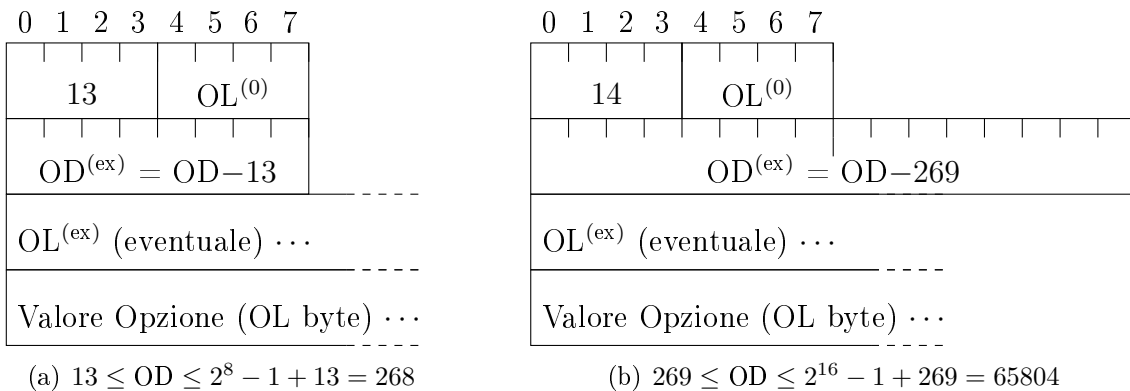 0 1 2 3 4 5 6 7
13 OL^(0)
OD^(ex) = OD−13
OL^(ex) (eventuale) ···
Valore Opzione (OL byte) ···
(a) 13 ≤ OD ≤ 2^8 − 1 + 13 = 268
0 1 2 3 4 5 6 7
14 OL^(0)
OD^(ex) = OD−269
OL^(ex) (eventuale) ···
Valore Opzione (OL byte) ···
(b) 269 ≤ OD ≤ 2^16 − 1 + 269 = 65804